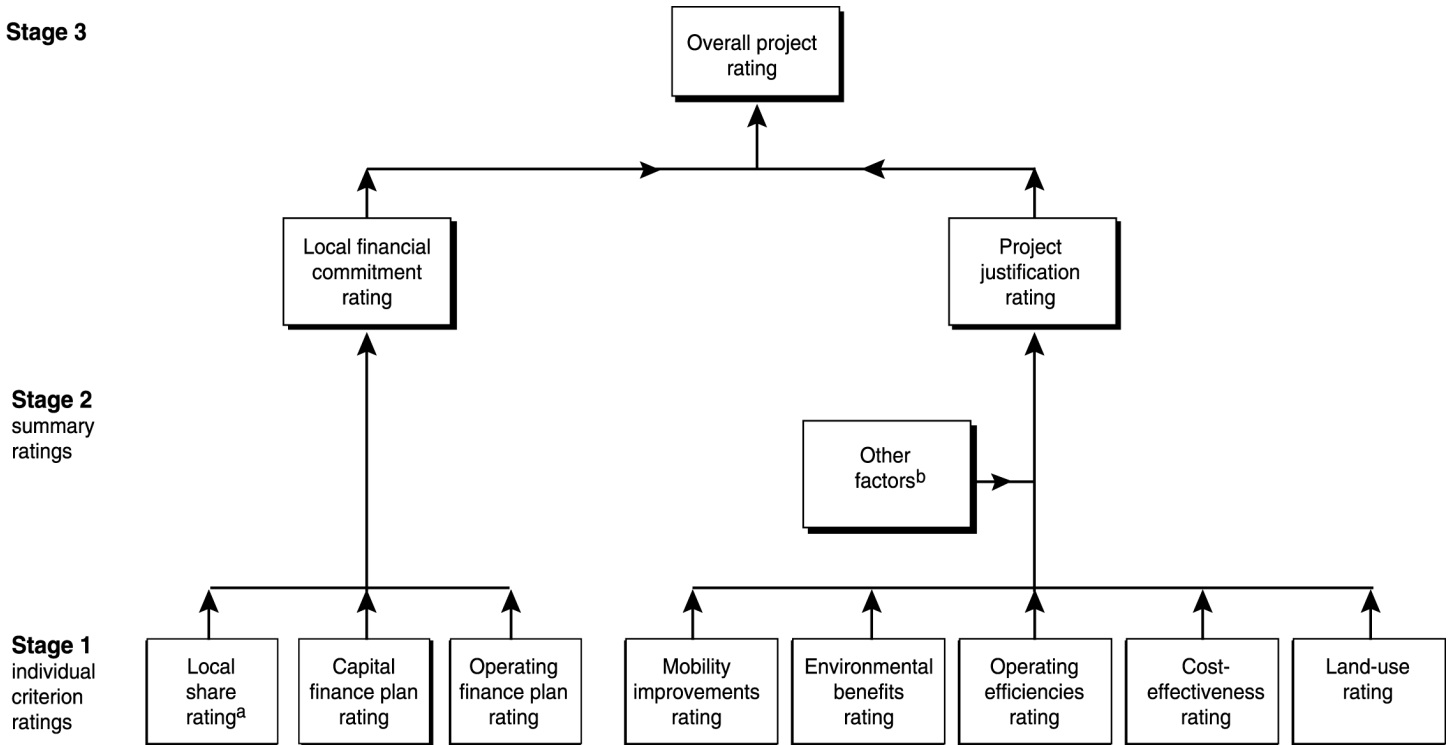 Stage 3
Overall project
rating
Local financial
commitment
rating
Project
justification
rating
Stage 2
summary
ratings
Other
factorsb
Stage 1
individual
criterion
ratings
Local
share
ratinga
Capital
finance plan
rating
Operating
finance plan
rating
Mobility
improvements
rating
Environmental
benefits
rating
Operating
efficiencies
rating
Cost-
effectiveness
rating
Land-use
rating